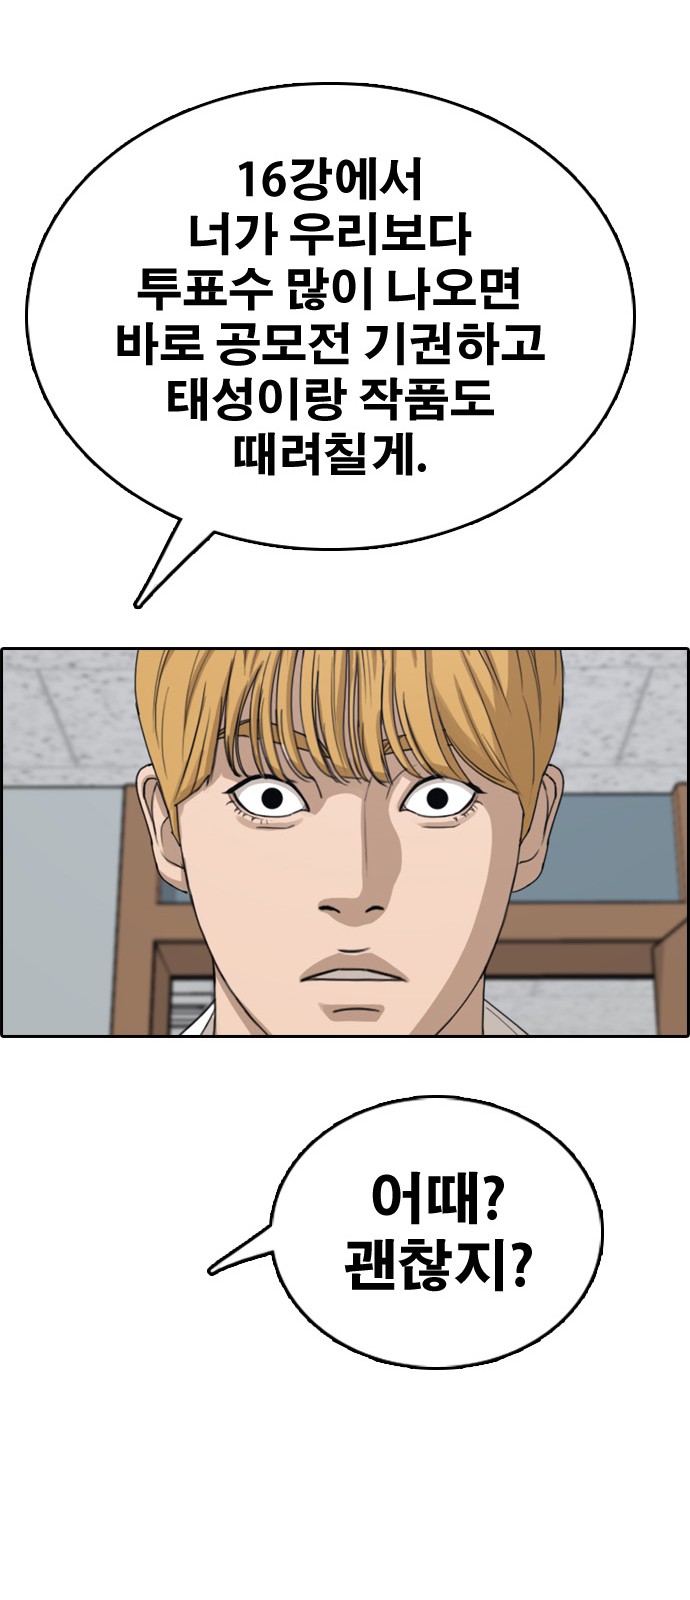 16강에서
너가 우리보다
투표수 많이 나오면
바로 공모전 기권하고
태성이랑 작품도
때려칠게.
어때?
괜찮지?